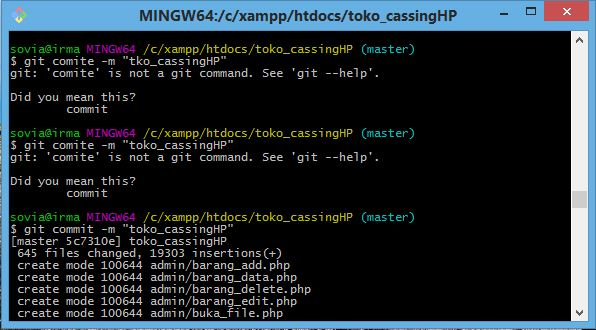 MINGW64:/c/xampp/htdocs/toko_cassingHP
sovia@irma MINGW64 /c/xampp/htdocs/toko_cassingHP (master)
$ git comite -m "tko_cassingHP"
git: 'comite' is not a git command. See 'git --help'.
Did you mean this?
commit
sovia@irma MINGW64 /c/xampp/htdocs/toko_cassingHP (master)
$ git comite -m "toko_cassingHP"
git: 'comite' is not a git command. See 'git --help'.
Did you mean this?
commit
sovia@irma MINGW64 /c/xampp/htdocs/toko_cassingHP (master)
$ git commit -m "toko_cassingHP"
[master 5c7310e] toko_cassingHP
645 files changed, 19303 insertions(+)
create mode 100644 admin/barang_add.php
create mode 100644 admin/barang_data.php
create mode 100644 admin/barang_delete.php
create mode 100644 admin/barang_edit.php
create mode 100644 admin/buka_file.php